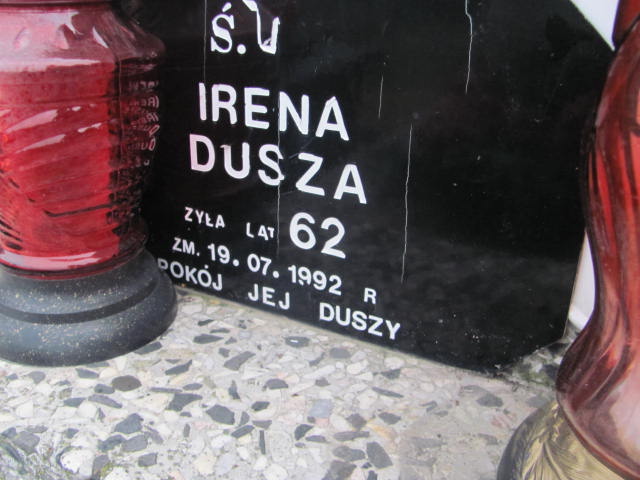 Ś.
IRENA
DUSZA
ŻYŁA LAT 62
ZM. 19.07.1992 R
POKÓJ JEJ DUSZY